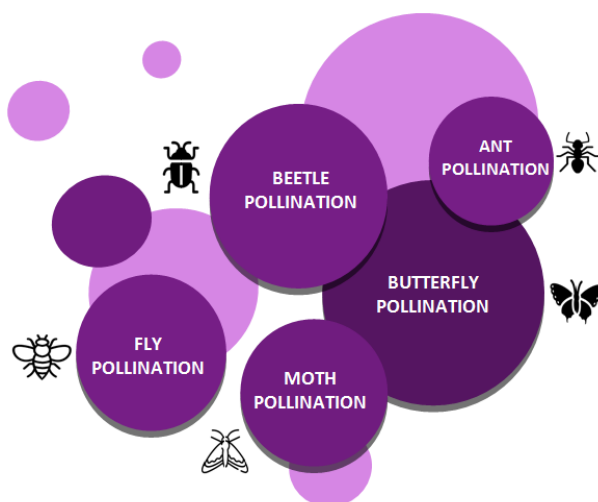 ANT
POLLINATION
BEETLE
POLLINATION
BUTTERFLY
POLLINATION
FLY
POLLINATION
MOTH
POLLINATION